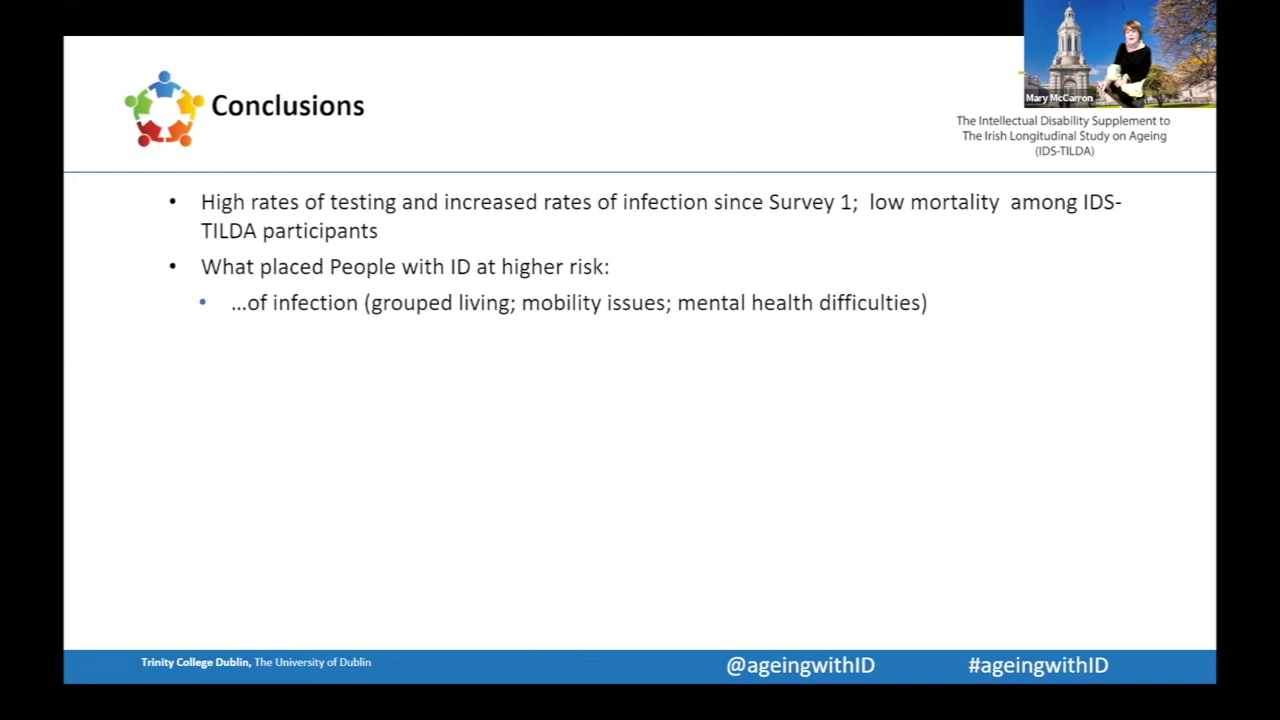 Conclusions
Mary McCarron
The Intellectual Disability Supplement to
The Irish Longitudinal Study on Ageing
(IDS-TILDA)
• High rates of testing and increased rates of infection since Survey 1; low mortality among IDS-
TILDA participants
• What placed People with ID at higher risk:
• ...of infection (grouped living; mobility issues; mental health difficulties)
Trinity College Dublin, The University of Dublin
@ageingwithID
#ageingwithID